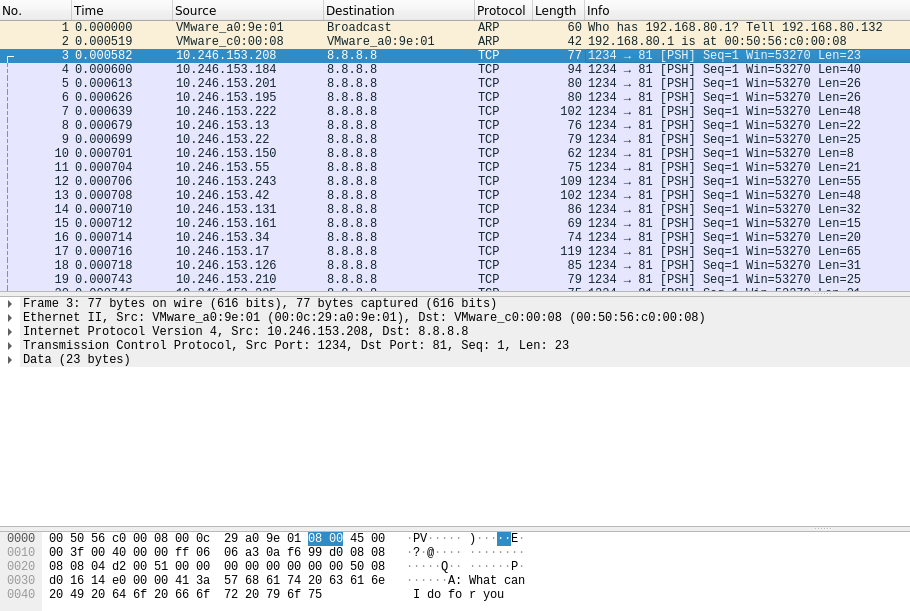 No. Time Source Destination Protocol Length Info
1 0.000000 VMware_a0:9e:01 Broadcast ARP 60 Who has 192.168.80.1? Tell 192.168.80.132
2 0.000519 VMware_c0:00:08 VMware_a0:9e:01 ARP 42 192.168.80.1 is at 00:50:56:c0:00:08
3 0.000582 10.246.153.208 8.8.8.8 TCP 77 1234 → 81 [PSH] Seq=1 Win=53270 Len=23
4 0.000600 10.246.153.184 8.8.8.8 TCP 94 1234 → 81 [PSH] Seq=1 Win=53270 Len=40
5 0.000613 10.246.153.201 8.8.8.8 TCP 80 1234 → 81 [PSH] Seq=1 Win=53270 Len=26
6 0.000626 10.246.153.195 8.8.8.8 TCP 80 1234 → 81 [PSH] Seq=1 Win=53270 Len=26
7 0.000639 10.246.153.222 8.8.8.8 TCP 102 1234 → 81 [PSH] Seq=1 Win=53270 Len=48
8 0.000679 10.246.153.13 8.8.8.8 TCP 76 1234 → 81 [PSH] Seq=1 Win=53270 Len=22
9 0.000699 10.246.153.22 8.8.8.8 TCP 79 1234 → 81 [PSH] Seq=1 Win=53270 Len=25
10 0.000701 10.246.153.150 8.8.8.8 TCP 62 1234 → 81 [PSH] Seq=1 Win=53270 Len=8
11 0.000704 10.246.153.55 8.8.8.8 TCP 75 1234 → 81 [PSH] Seq=1 Win=53270 Len=21
12 0.000706 10.246.153.243 8.8.8.8 TCP 109 1234 → 81 [PSH] Seq=1 Win=53270 Len=55
13 0.000708 10.246.153.42 8.8.8.8 TCP 102 1234 → 81 [PSH] Seq=1 Win=53270 Len=48
14 0.000710 10.246.153.131 8.8.8.8 TCP 86 1234 → 81 [PSH] Seq=1 Win=53270 Len=32
15 0.000712 10.246.153.161 8.8.8.8 TCP 69 1234 → 81 [PSH] Seq=1 Win=53270 Len=15
16 0.000714 10.246.153.34 8.8.8.8 TCP 74 1234 → 81 [PSH] Seq=1 Win=53270 Len=20
17 0.000716 10.246.153.17 8.8.8.8 TCP 119 1234 → 81 [PSH] Seq=1 Win=53270 Len=65
18 0.000718 10.246.153.126 8.8.8.8 TCP 85 1234 → 81 [PSH] Seq=1 Win=53270 Len=31
19 0.000743 10.246.153.210 8.8.8.8 TCP 79 1234 → 81 [PSH] Seq=1 Win=53270 Len=25
Frame 3: 77 bytes on wire (616 bits), 77 bytes captured (616 bits)
Ethernet II, Src: VMware_a0:9e:01 (00:0c:29:a0:9e:01), Dst: VMware_c0:00:08 (00:50:56:c0:00:08)
Internet Protocol Version 4, Src: 10.246.153.208, Dst: 8.8.8.8
Transmission Control Protocol, Src Port: 1234, Dst Port: 81, Seq: 1, Len: 23
Data (23 bytes)
0000 00 50 56 c0 00 08 00 0c 29 a0 9e 01 08 00 45 00 ·PV····· )·····E·
0010 00 3f 00 40 00 00 ff 06 06 a3 0a f6 99 d0 08 08 ·?·@···· ········
0020 08 08 04 d2 00 51 00 00 00 00 00 00 00 00 50 08 ·····Q·· ······P·
0030 d0 16 14 e0 00 00 41 3a 57 68 61 74 20 63 61 6e ······A: What can
0040 20 49 20 64 6f 20 66 6f 72 20 79 6f 75 I do fo r you